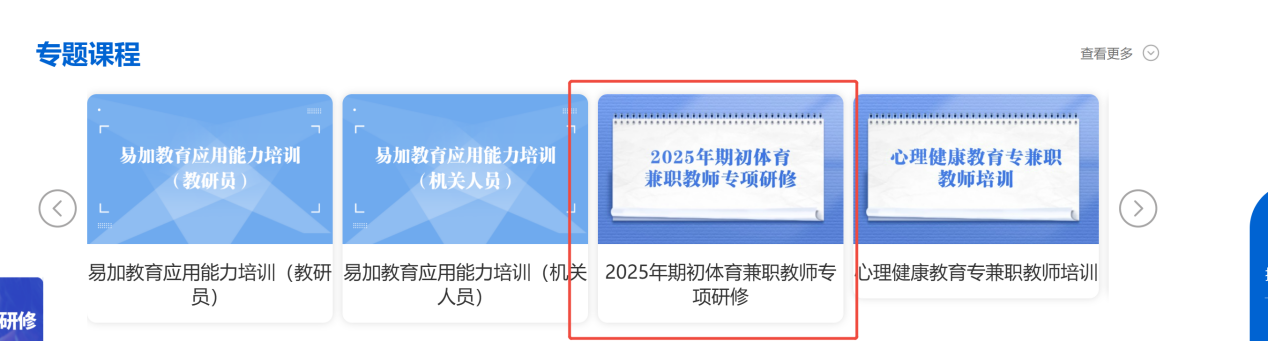 专题课程
查看更多
易加教育应用能力培训
（教研员）
易加教育应用能力培训（教研
员）
易加教育应用能力培训
（机关人员）
易加教育应用能力培训（机关
人员）
2025年期初体育
兼职教师专项研修
2025年期初体育兼职教师专
项研修
心理健康教育专兼职
教师培训
心理健康教育专兼职教师培训
研修